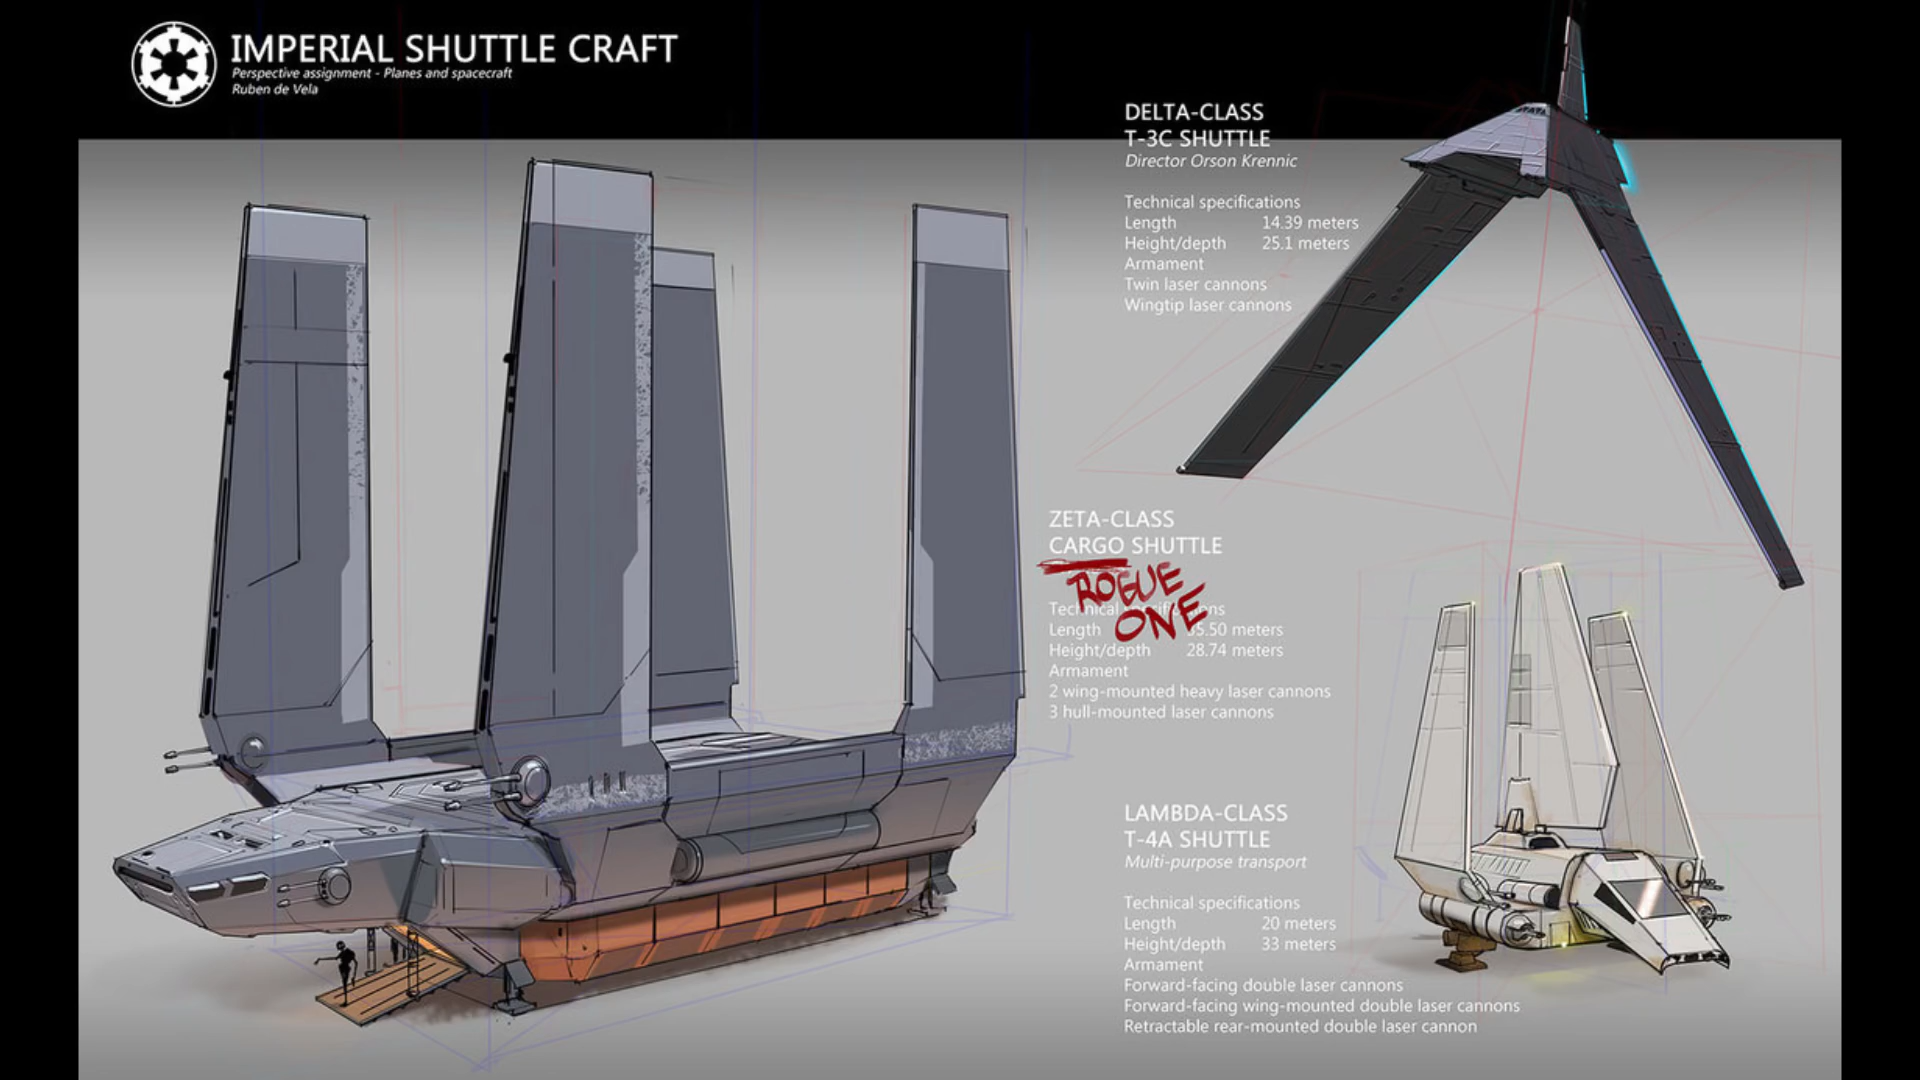 IMPERIAL SHUTTLE CRAFT
Perspective assignment - Planes and spacecraft
Ruben de Vela
DELTA-CLASS
T-3C SHUTTLE
Director Orson Krennic
Technical specifications
Length 14.39 meters
Height/depth 25.1 meters
Armament
Twin laser cannons
Wingtip laser cannons
ZETA-CLASS
CARGO SHUTTLE
ROGUE
ONE
Technical
Length 5.50 meters
Height/depth 28.74 meters
Armament
2 wing-mounted heavy laser cannons
3 hull-mounted laser cannons
LAMBDA-CLASS
T-4A SHUTTLE
Multi-purpose transport
Technical specifications
Length 20 meters
Height/depth 33 meters
Armament
Forward-facing double laser cannons
Forward-facing wing-mounted double laser cannons
Retractable rear-mounted double laser cannon